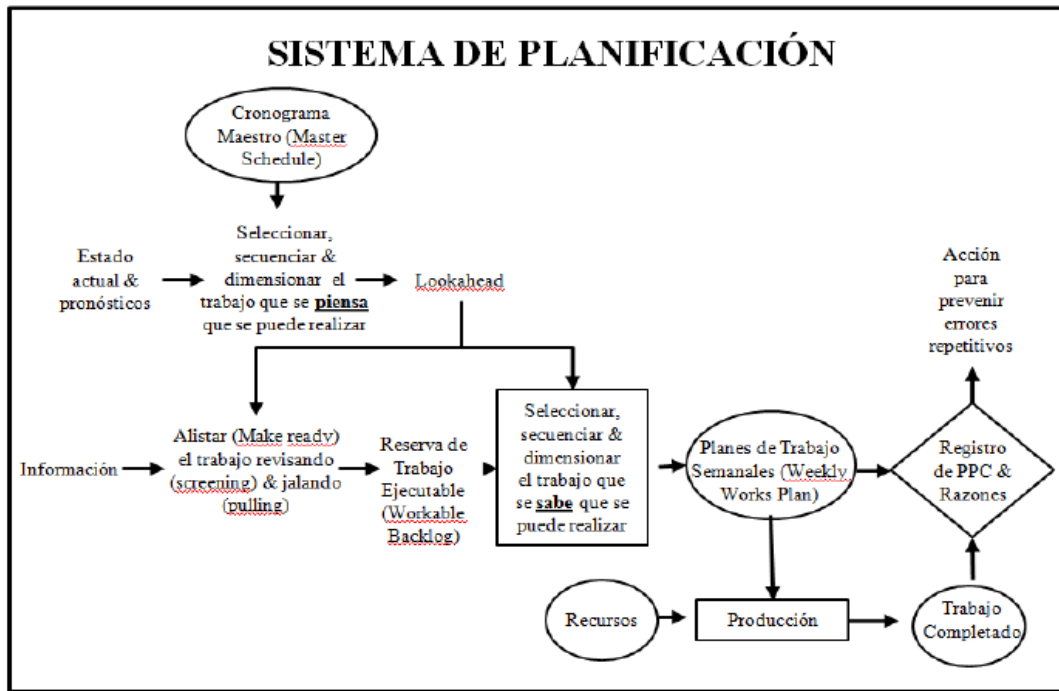 SISTEMA DE PLANIFICACIÓN
Cronograma
Maestro (Master
Schedule)
Estado
actual &
pronósticos
Seleccionar,
secuenciar &
dimensionar el
trabajo que se piensa
que se puede realizar
Lookahead
Acción
para
prevenir
errores
repetitivos
Información
Alistar (Make ready)
el trabajo revisando
(screening) & jalando
(pulling)
Reserva de
Trabajo
Ejecutable
(Workable
Backlog)
Seleccionar,
secuenciar &
dimensionar
el trabajo que
se sabe que se
puede realizar
Planes de Trabajo
Semanales (Weekly
Works Plan)
Registro
de PPC &
Razones
Recursos
Producción
Trabajo
Completado